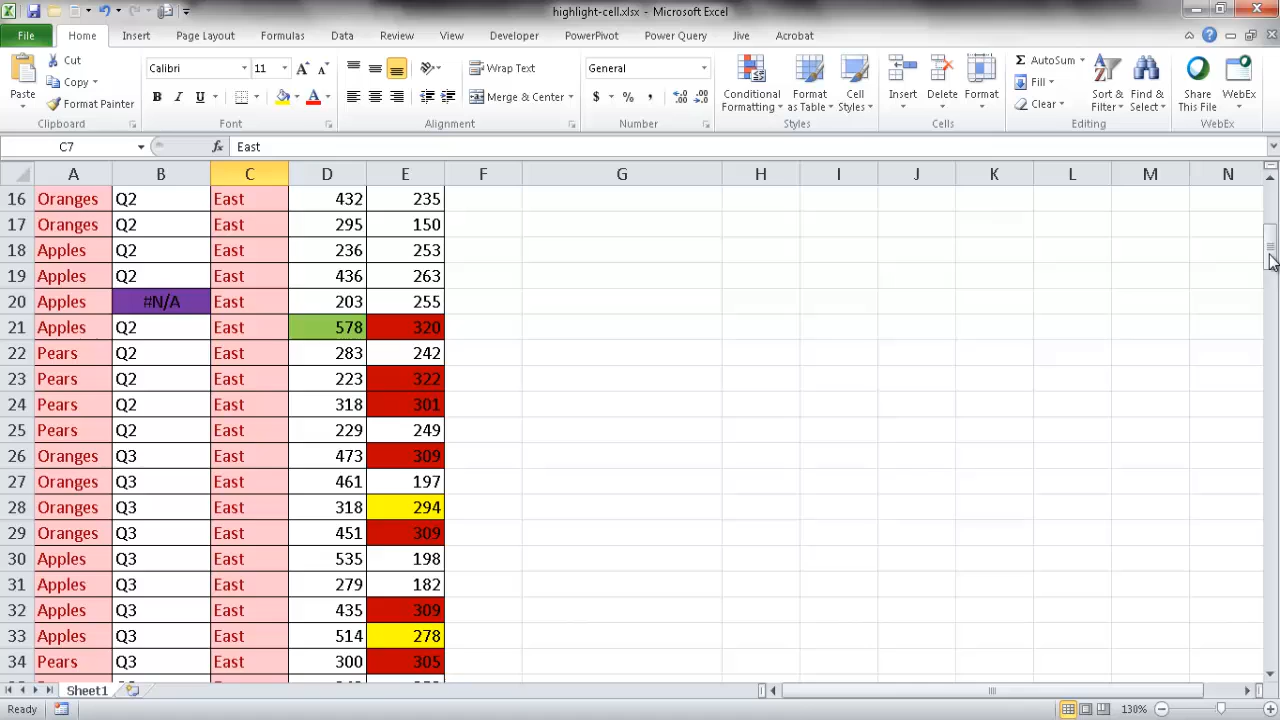 highlight-cell.xlsx - Microsoft Excel
File Home Insert Page Layout Formulas Data Review View Developer PowerPivot Power Query Jive Acrobat
Paste Cut Copy Format Painter Clipboard
Calibri 11 A A B I U A Font
Wrap Text Merge & Center Alignment
General $ % , .0 .00 .00 .0 Number
Conditional Formatting Format as Table Cell Styles Styles
Insert Delete Format Cells
Σ AutoSum Fill Clear Sort & Filter Find & Select Editing
Share This File WebEx WebEx
C7 fx East
A B C D E F G H I J K L M N
16 Oranges Q2 East 432 235
17 Oranges Q2 East 295 150
18 Apples Q2 East 236 253
19 Apples Q2 East 436 263
20 Apples #N/A East 203 255
21 Apples Q2 East 578 320
22 Pears Q2 East 283 242
23 Pears Q2 East 223 322
24 Pears Q2 East 318 301
25 Pears Q2 East 229 249
26 Oranges Q3 East 473 309
27 Oranges Q3 East 461 197
28 Oranges Q3 East 318 294
29 Oranges Q3 East 451 309
30 Apples Q3 East 535 198
31 Apples Q3 East 279 182
32 Apples Q3 East 435 309
33 Apples Q3 East 514 278
34 Pears Q3 East 300 305
Sheet1
Ready 130%